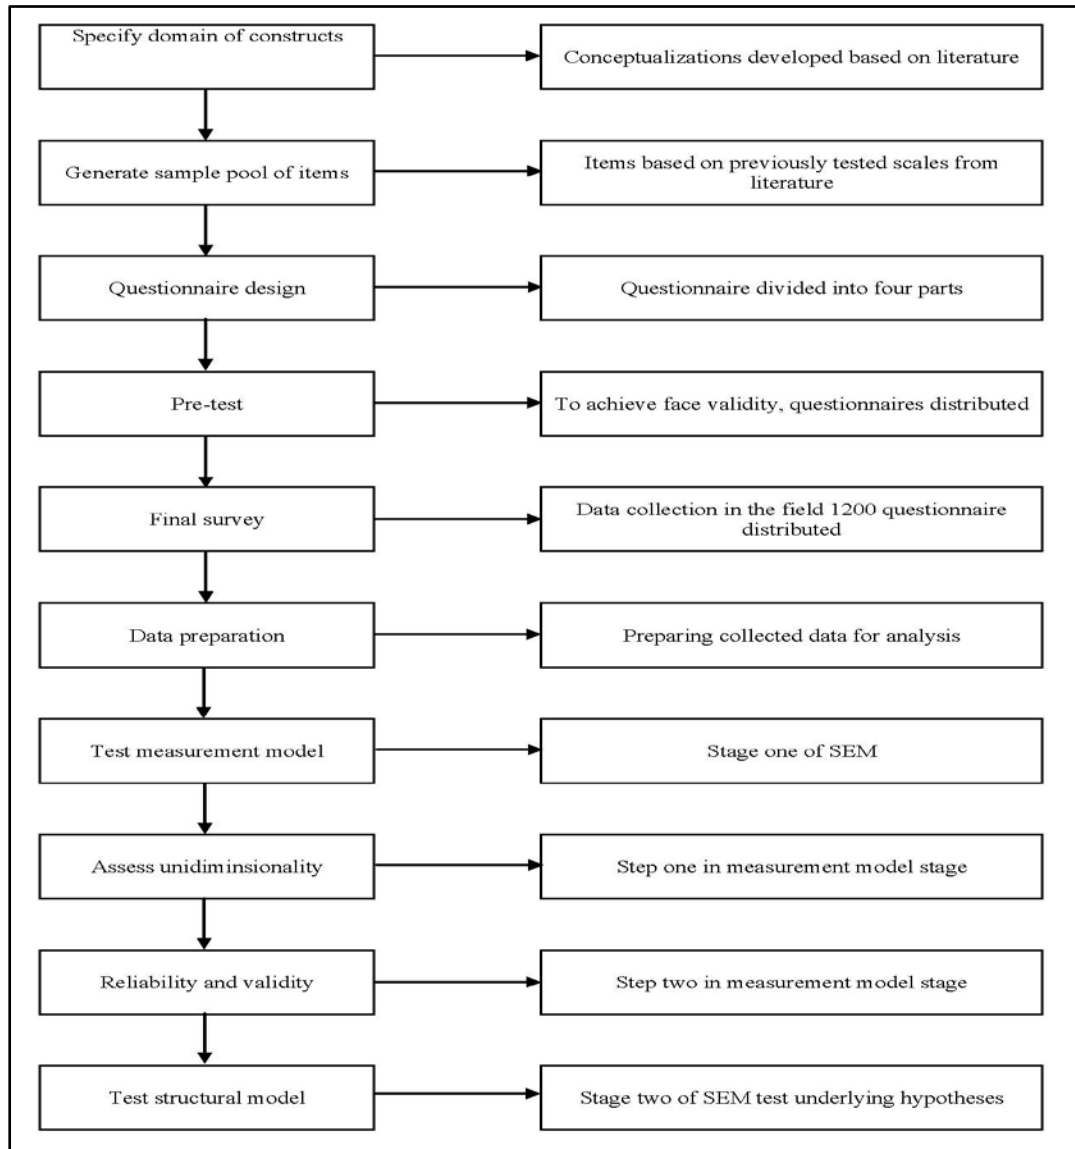 Specify domain of constructs
Conceptualizations developed based on literature
Generate sample pool of items
Items based on previously tested scales from
literature
Questionnaire design
Questionnaire divided into four parts
Pre-test
To achieve face validity, questionnaires distributed
Final survey
Data collection in the field 1200 questionnaire
distributed
Data preparation
Preparing collected data for analysis
Test measurement model
Stage one of SEM
Assess unidiminsionality
Step one in measurement model stage
Reliability and validity
Step two in measurement model stage
Test structural model
Stage two of SEM test underlying hypotheses